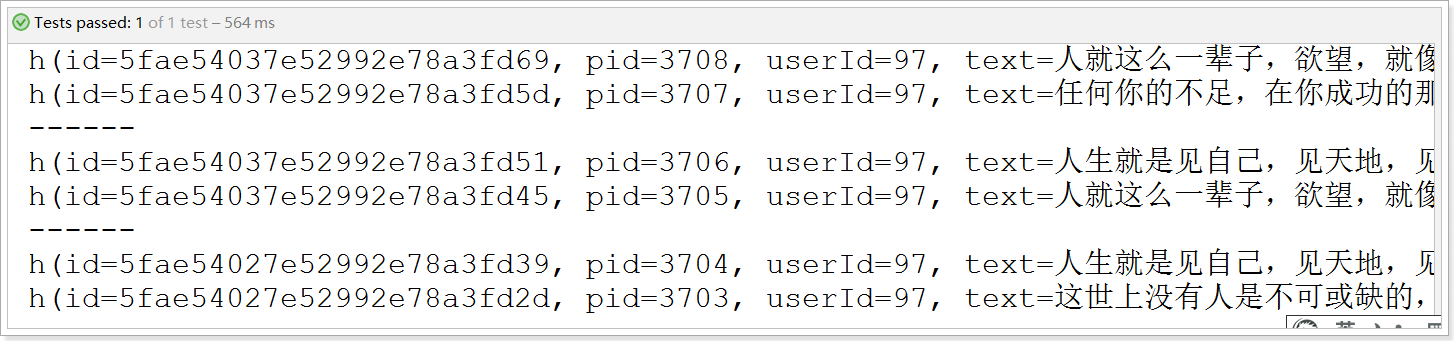 Tests passed: 1 of 1 test – 564 ms
h(id=5fae54037e52992e78a3fd69, pid=3708, userId=97, text=人就这么一辈子，欲望，就像
h(id=5fae54037e52992e78a3fd5d, pid=3707, userId=97, text=任何你的不足，在你成功的那
------
h(id=5fae54037e52992e78a3fd51, pid=3706, userId=97, text=人生就是见自己，见天地，见
h(id=5fae54037e52992e78a3fd45, pid=3705, userId=97, text=人就这么一辈子，欲望，就像
------
h(id=5fae54027e52992e78a3fd39, pid=3704, userId=97, text=人生就是见自己，见天地，见
h(id=5fae54027e52992e78a3fd2d, pid=3703, userId=97, text=这世上没有人是不可或缺的，